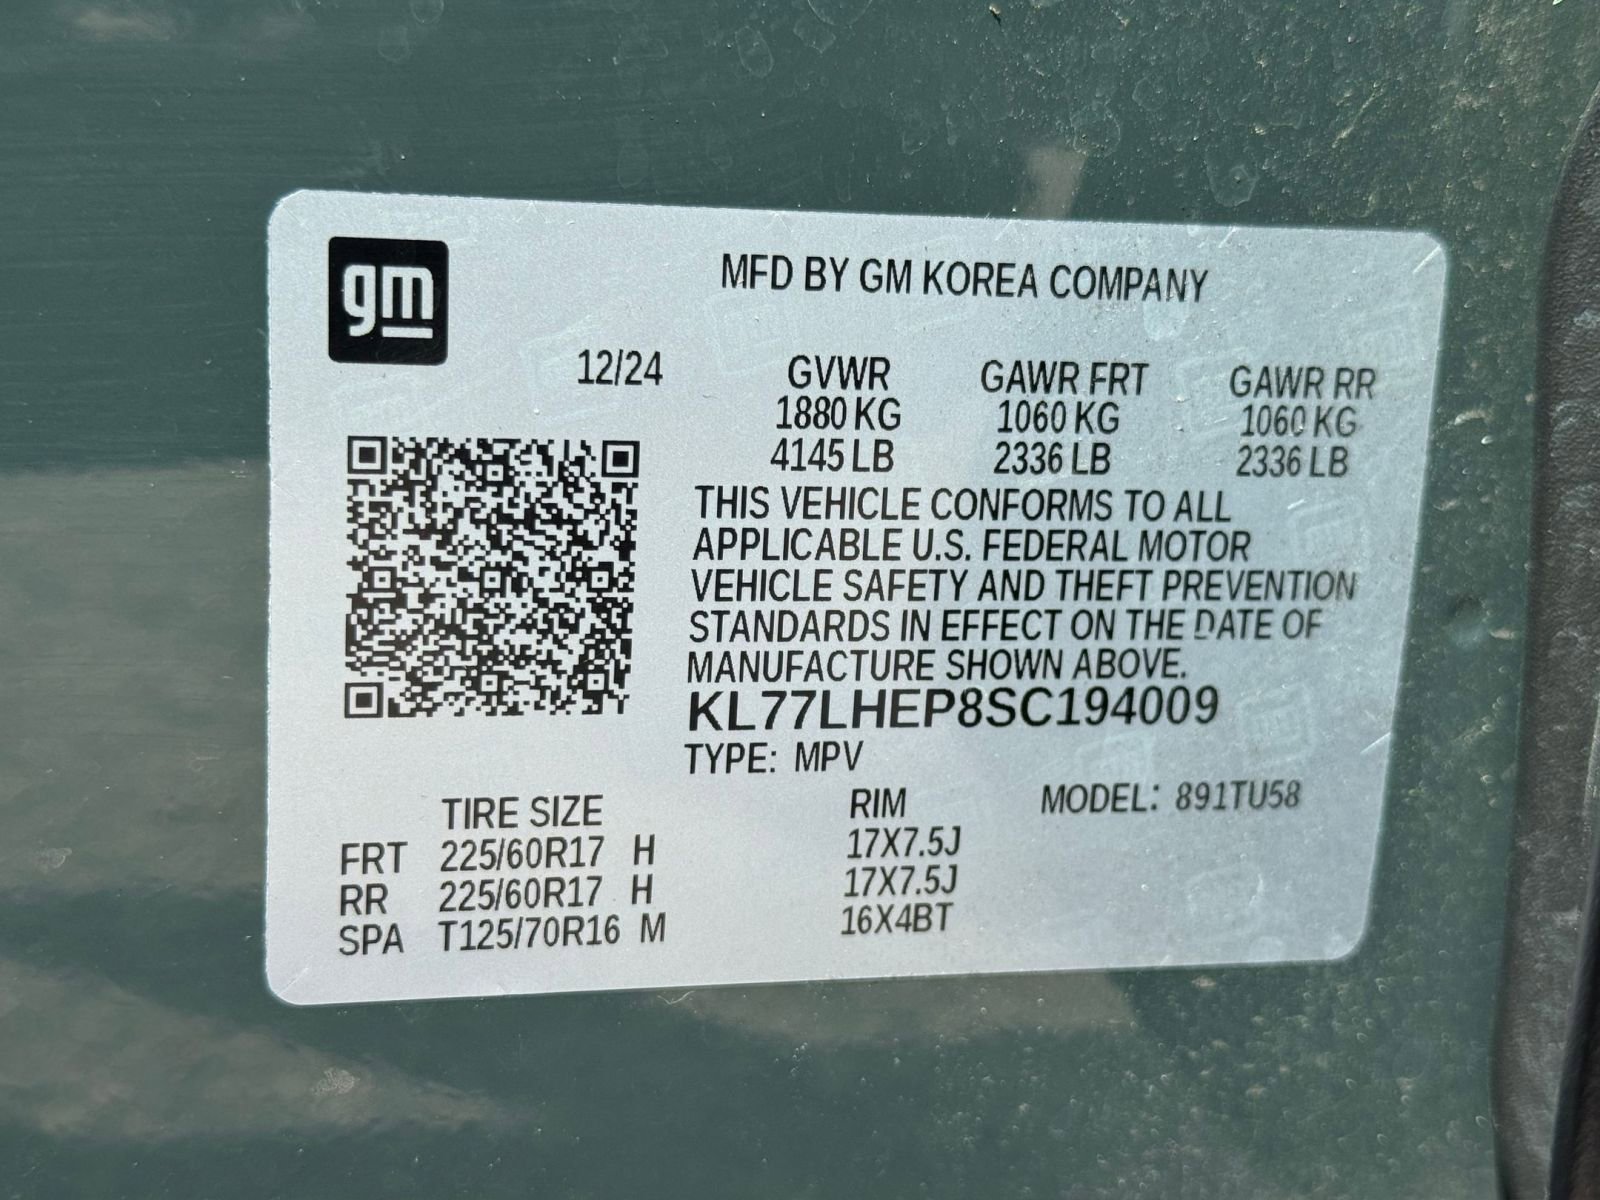 gm
MFD BY GM KOREA COMPANY
12/24 GVWR GAWR FRT GAWR RR
1880 KG 1060 KG 1060 KG
4145 LB 2336 LB 2336 LB
THIS VEHICLE CONFORMS TO ALL
APPLICABLE U.S. FEDERAL MOTOR
VEHICLE SAFETY AND THEFT PREVENTION
STANDARDS IN EFFECT ON THE DATE OF
MANUFACTURE SHOWN ABOVE.
KL77LHEP8SC194009
TYPE: MPV
TIRE SIZE RIM MODEL: 891TU58
FRT 225/60R17 H 17X7.5J
RR 225/60R17 H 17X7.5J
SPA T125/70R16 M 16X4BT